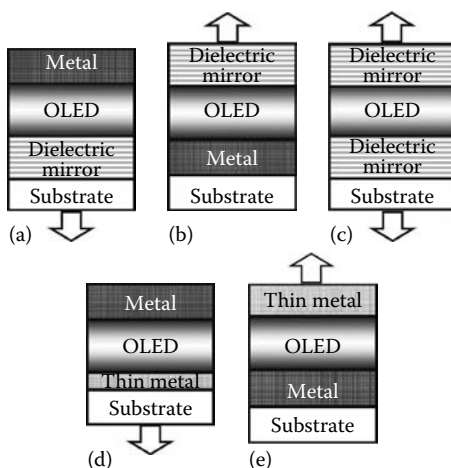 Metal
OLED
Dielectric
mirror
Substrate
(a)
Dielectric
mirror
OLED
Metal
Substrate
(b)
Dielectric
mirror
OLED
Dielectric
mirror
Substrate
(c)
Metal
OLED
Thin metal
Substrate
(d)
Thin metal
OLED
Metal
Substrate
(e)